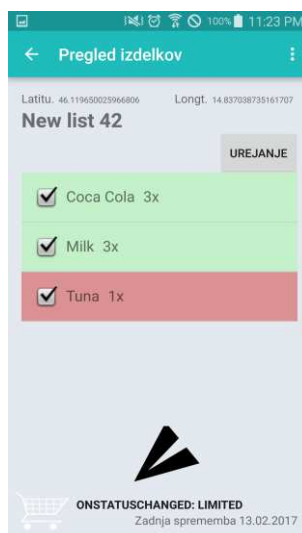 100% 11:23 PM
Pregled izdelkov
Latitu. 46.119650025966806 Longt. 14.837038735161707
New list 42
UREJANJE
Coca Cola 3x
Milk 3x
Tuna 1x
ONSTATUSCHANGED: LIMITED
Zadnja sprememba 13.02.2017